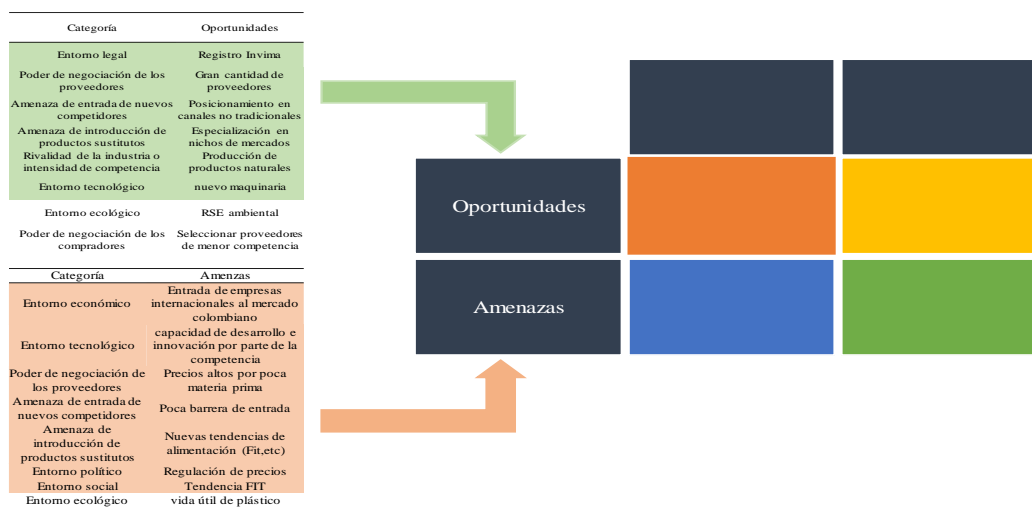 Categoría Oportunidades
Entorno legal Registro Invima
Poder de negociación de los Gran cantidad de
proveedores proveedores
Amenaza de entrada de nuevos Posicionamiento en
competidores canales no tradicionales
Amenaza de introducción de Especialización en
productos sustitutos nichos de mercados
Rivalidad de la industria o Producción de
intensidad de competencia productos naturales
Entorno tecnológico nuevo maquinaria
Entorno ecológico RSE ambiental
Poder de negociación de los Seleccionar proveedores
compradores de menor competencia
Categoría Amenzas
Entrada de empresas
Entorno económico internacionales al mercado
colombiano
capacidad de desarrollo e
Entorno tecnológico innovación por parte de la
competencia
Poder de negociación de Precios altos por poca
los proveedores materia prima
Amenaza de entrada de
nuevos competidores Poca barrera de entrada
Amenaza de
introducción de Nuevas tendencias de
productos sustitutos alimentación (Fit,etc)
Entorno político Regulación de precios
Entorno social Tendencia FIT
Entorno ecológico vida útil de plástico
Oportunidades
Amenazas